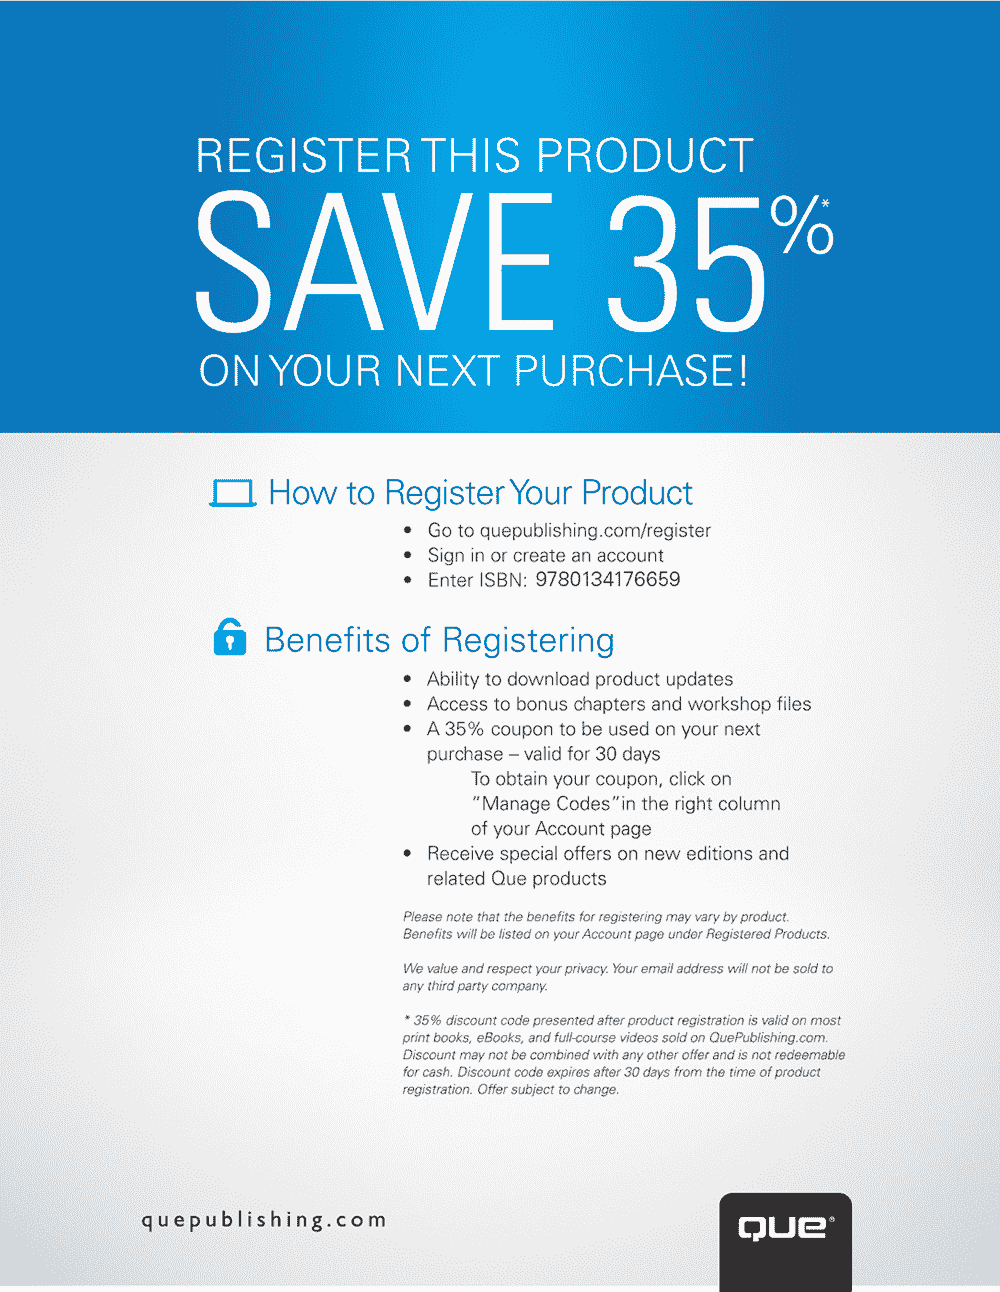 REGISTER THIS PRODUCT
SAVE 35%*
ON YOUR NEXT PURCHASE!
How to Register Your Product
• Go to quepublishing.com/register
• Sign in or create an account
• Enter ISBN: 9780134176659
Benefits of Registering
• Ability to download product updates
• Access to bonus chapters and workshop files
• A 35% coupon to be used on your next
purchase – valid for 30 days
To obtain your coupon, click on
“Manage Codes” in the right column
of your Account page
• Receive special offers on new editions and
related Que products
Please note that the benefits for registering may vary by product.
Benefits will be listed on your Account page under Registered Products.
We value and respect your privacy. Your email address will not be sold to
any third party company.
* 35% discount code presented after product registration is valid on most
print books, eBooks, and full-course videos sold on QuePublishing.com.
Discount may not be combined with any other offer and is not redeemable
for cash. Discount code expires after 30 days from the time of product
registration. Offer subject to change.
quepublishing.com
QUE®